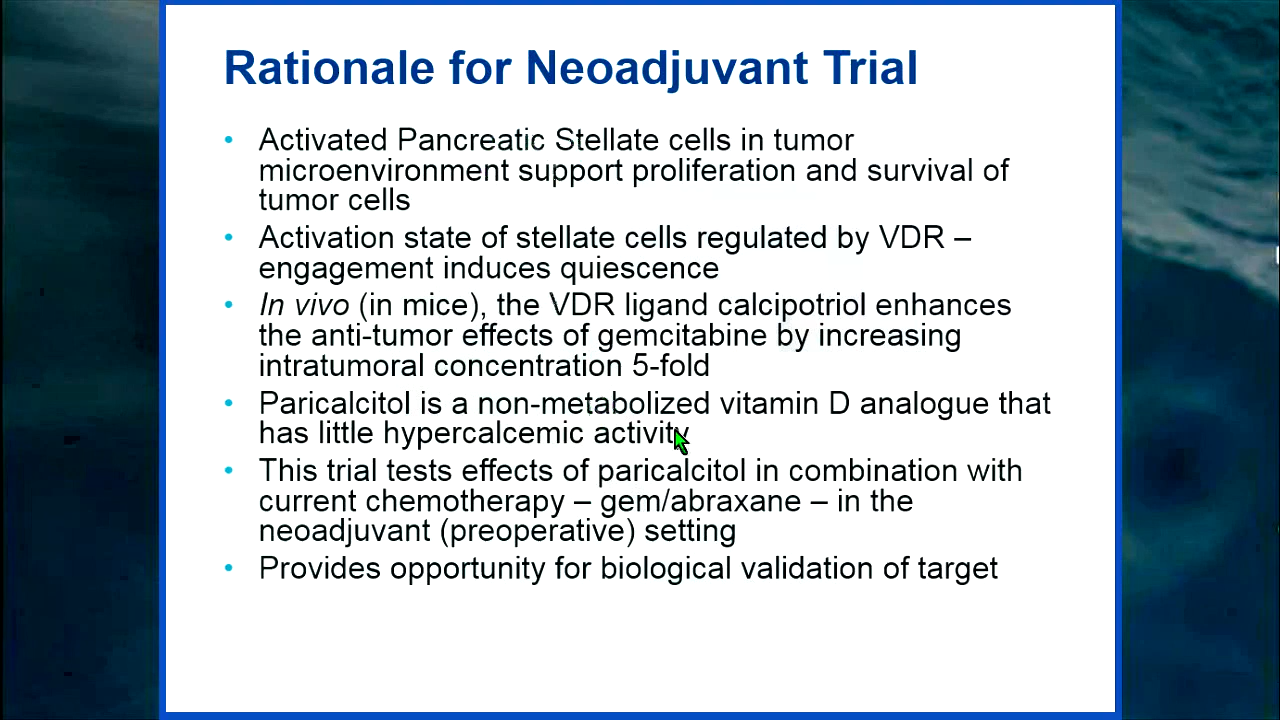 Rationale for Neoadjuvant Trial
• Activated Pancreatic Stellate cells in tumor
microenvironment support proliferation and survival of
tumor cells
• Activation state of stellate cells regulated by VDR –
engagement induces quiescence
• In vivo (in mice), the VDR ligand calcipotriol enhances
the anti-tumor effects of gemcitabine by increasing
intratumoral concentration 5-fold
• Paricalcitol is a non-metabolized vitamin D analogue that
has little hypercalcemic activity
• This trial tests effects of paricalcitol in combination with
current chemotherapy – gem/abraxane – in the
neoadjuvant (preoperative) setting
• Provides opportunity for biological validation of target